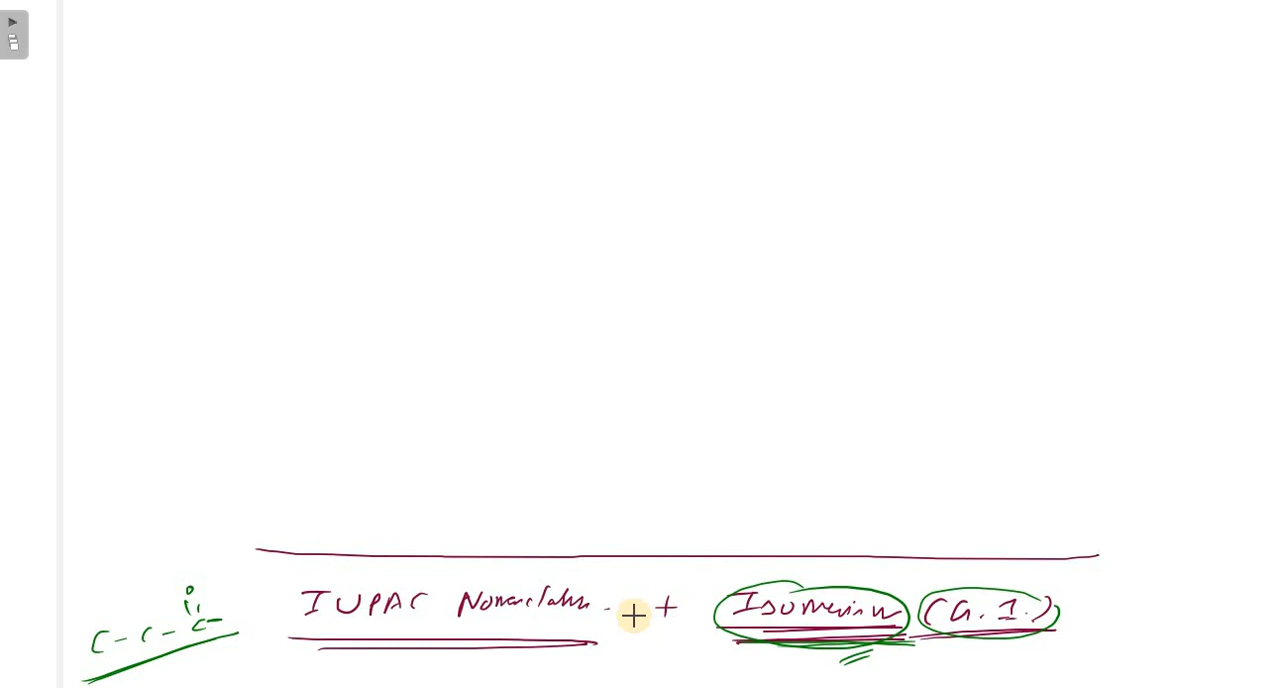 IUPAC Nomenclature + Isomerism (G.I.)
C-C-C-
O